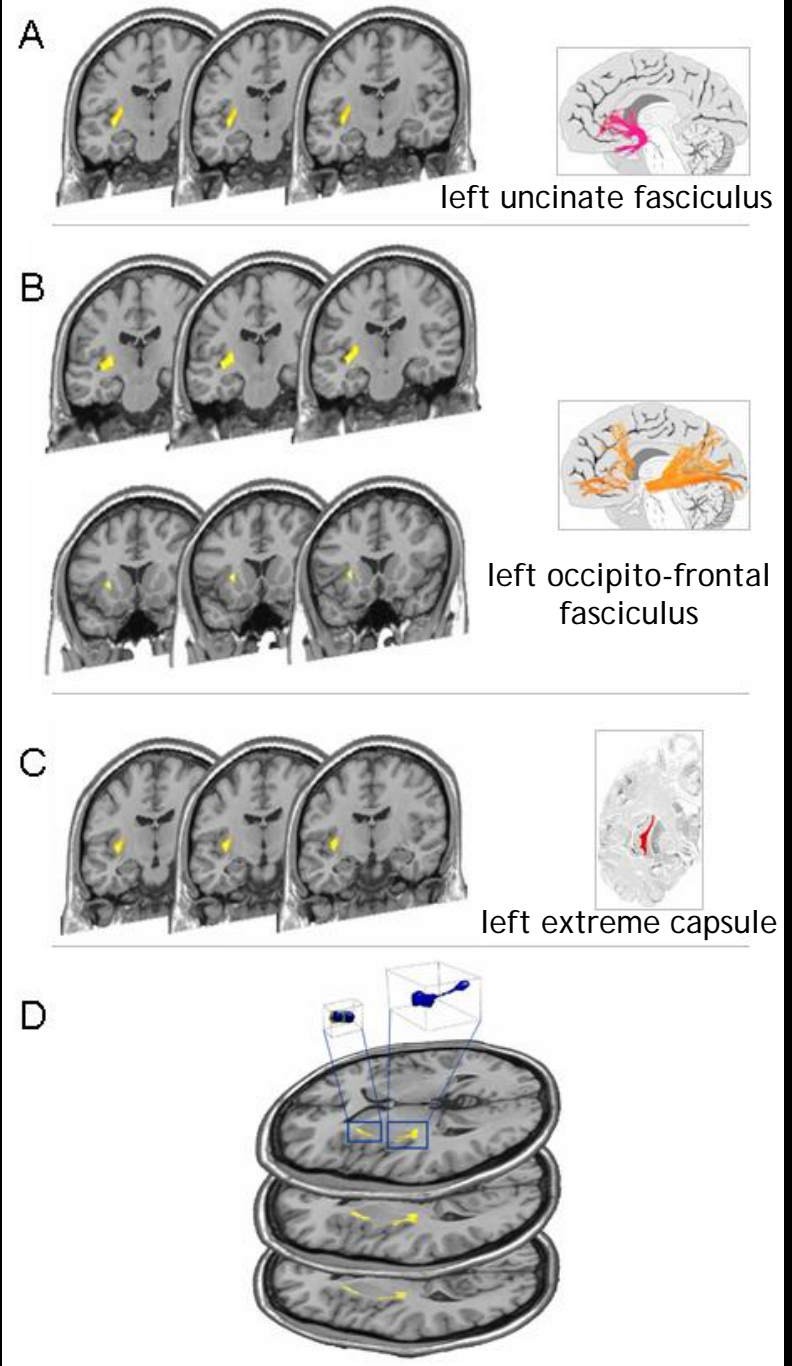 A
left uncinate fasciculus
B
left occipito-frontal
fasciculus
C
left extreme capsule
D